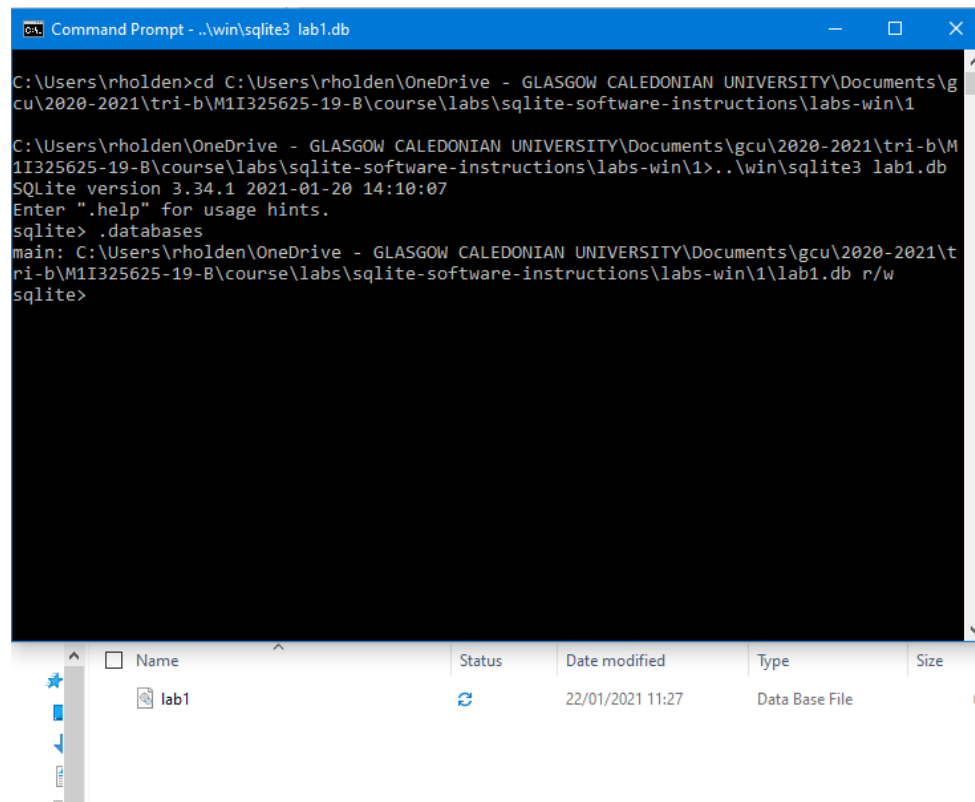 Command Prompt - ..\win\sqlite3 lab1.db
C:\Users\rholden>cd C:\Users\rholden\OneDrive - GLASGOW CALEDONIAN UNIVERSITY\Documents\g
cu\2020-2021\tri-b\M1I325625-19-B\course\labs\sqlite-software-instructions\labs-win\1
C:\Users\rholden\OneDrive - GLASGOW CALEDONIAN UNIVERSITY\Documents\gcu\2020-2021\tri-b\M
1I325625-19-B\course\labs\sqlite-software-instructions\labs-win\1>..\win\sqlite3 lab1.db
SQLite version 3.34.1 2021-01-20 14:10:07
Enter ".help" for usage hints.
sqlite> .databases
main: C:\Users\rholden\OneDrive - GLASGOW CALEDONIAN UNIVERSITY\Documents\gcu\2020-2021\t
ri-b\M1I325625-19-B\course\labs\sqlite-software-instructions\labs-win\1\lab1.db r/w
sqlite>
Name Status Date modified Type Size
lab1 22/01/2021 11:27 Data Base File